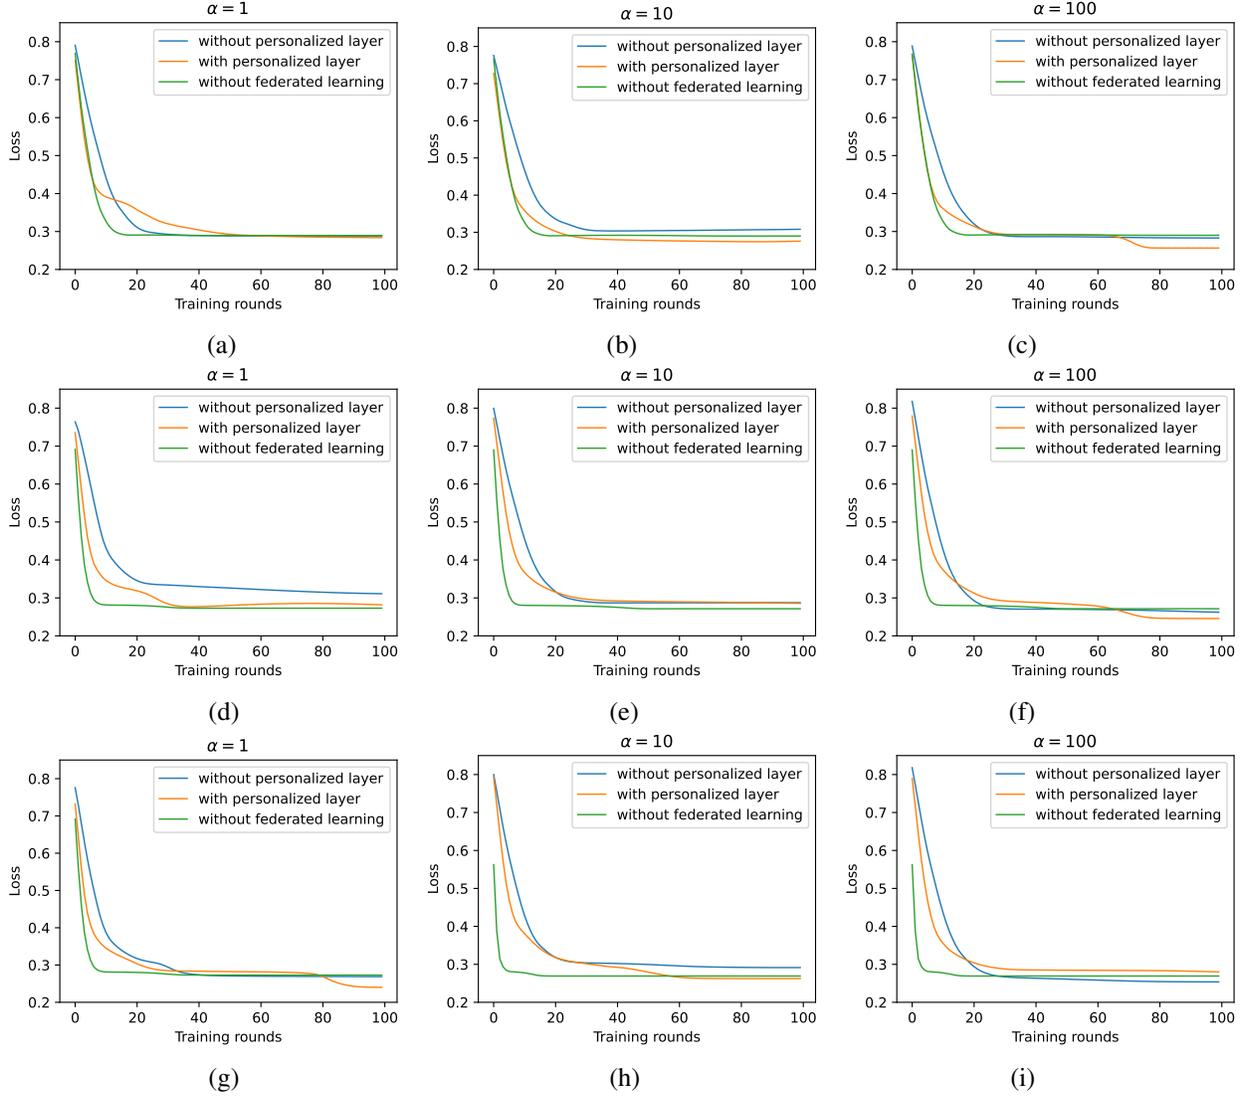 α = 1
0.8
0.7
0.6
0.5
0.4
0.3
0.2
Loss
without personalized layer
with personalized layer
without federated learning
0 20 40 60 80 100
Training rounds
(a)
α = 10
0.8
0.7
0.6
0.5
0.4
0.3
0.2
Loss
without personalized layer
with personalized layer
without federated learning
0 20 40 60 80 100
Training rounds
(b)
α = 100
0.8
0.7
0.6
0.5
0.4
0.3
0.2
Loss
without personalized layer
with personalized layer
without federated learning
0 20 40 60 80 100
Training rounds
(c)
α = 1
0.8
0.7
0.6
0.5
0.4
0.3
0.2
Loss
without personalized layer
with personalized layer
without federated learning
0 20 40 60 80 100
Training rounds
(d)
α = 10
0.8
0.7
0.6
0.5
0.4
0.3
0.2
Loss
without personalized layer
with personalized layer
without federated learning
0 20 40 60 80 100
Training rounds
(e)
α = 100
0.8
0.7
0.6
0.5
0.4
0.3
0.2
Loss
without personalized layer
with personalized layer
without federated learning
0 20 40 60 80 100
Training rounds
(f)
α = 1
0.8
0.7
0.6
0.5
0.4
0.3
0.2
Loss
without personalized layer
with personalized layer
without federated learning
0 20 40 60 80 100
Training rounds
(g)
α = 10
0.8
0.7
0.6
0.5
0.4
0.3
0.2
Loss
without personalized layer
with personalized layer
without federated learning
0 20 40 60 80 100
Training rounds
(h)
α = 100
0.8
0.7
0.6
0.5
0.4
0.3
0.2
Loss
without personalized layer
with personalized layer
without federated learning
0 20 40 60 80 100
Training rounds
(i)